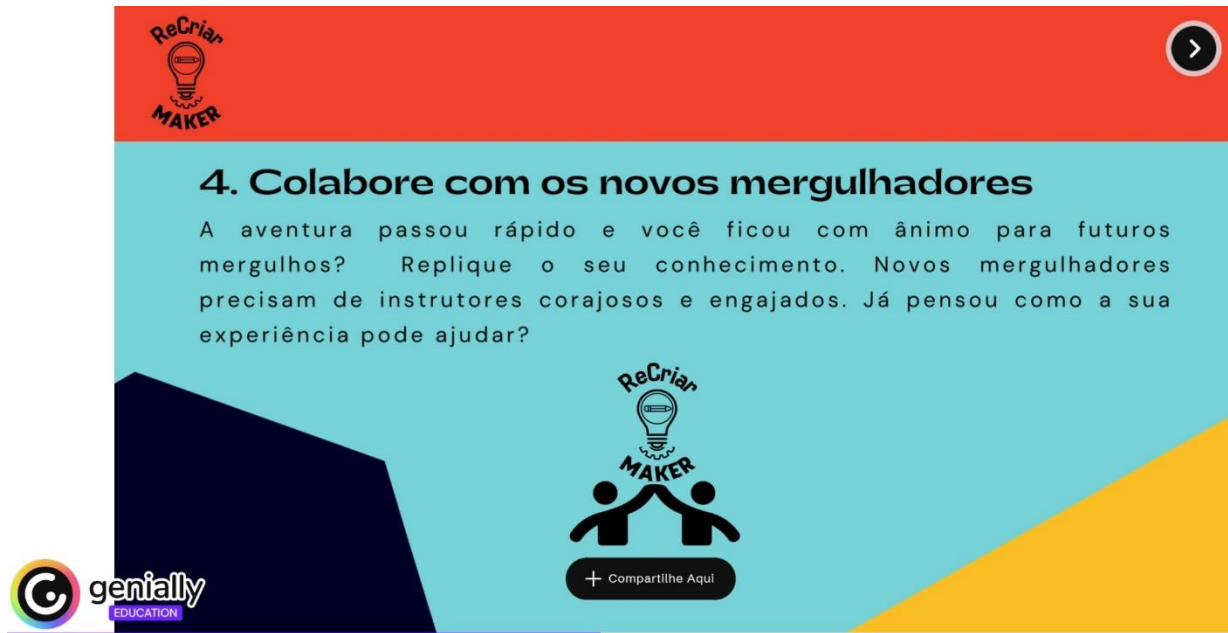 ReCriar
MAKER
4. Colabore com os novos mergulhadores
A aventura passou rápido e você ficou com ânimo para futuros
mergulhos? Replique o seu conhecimento. Novos mergulhadores
precisam de instrutores corajosos e engajados. Já pensou como a sua
experiência pode ajudar?
ReCriar
MAKER
+ Compartilhe Aqui
genially
EDUCATION